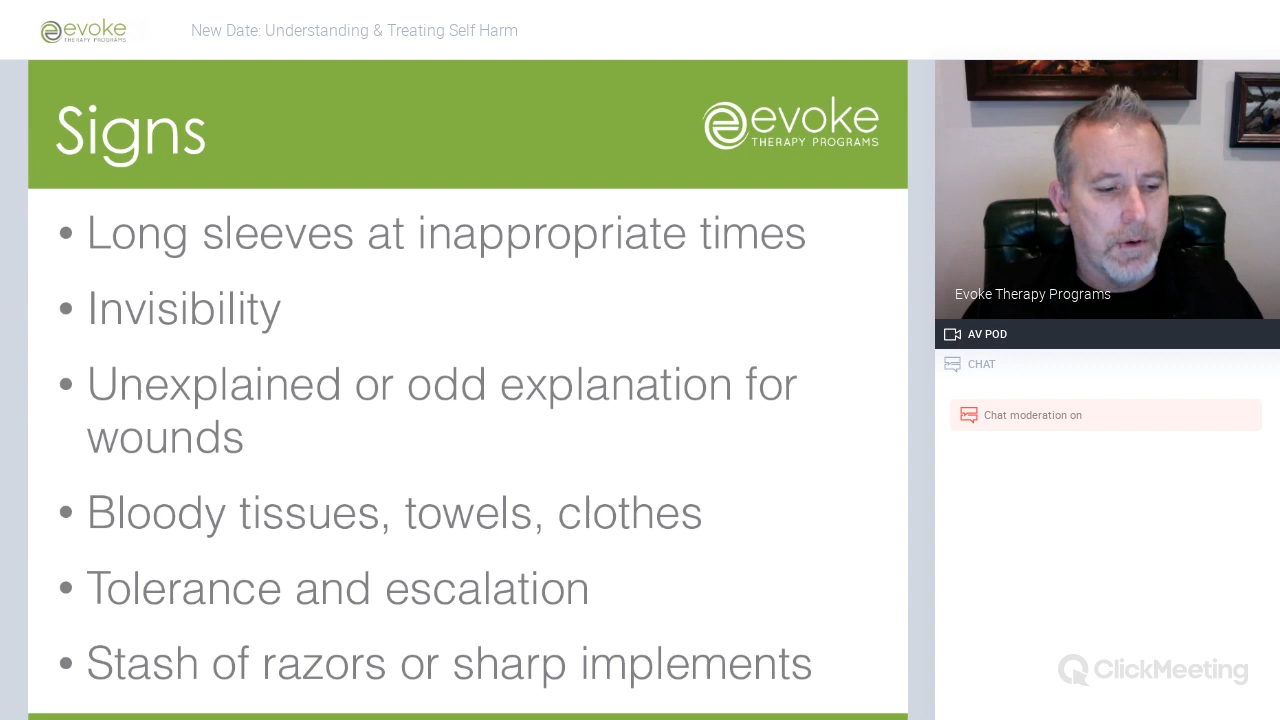 evoke
THERAPY PROGRAMS
New Date: Understanding & Treating Self Harm
Signs
evoke
THERAPY PROGRAMS
• Long sleeves at inappropriate times
• Invisibility
• Unexplained or odd explanation for
wounds
• Bloody tissues, towels, clothes
• Tolerance and escalation
• Stash of razors or sharp implements
Evoke Therapy Programs
AV POD
CHAT
Chat moderation on
ClickMeeting